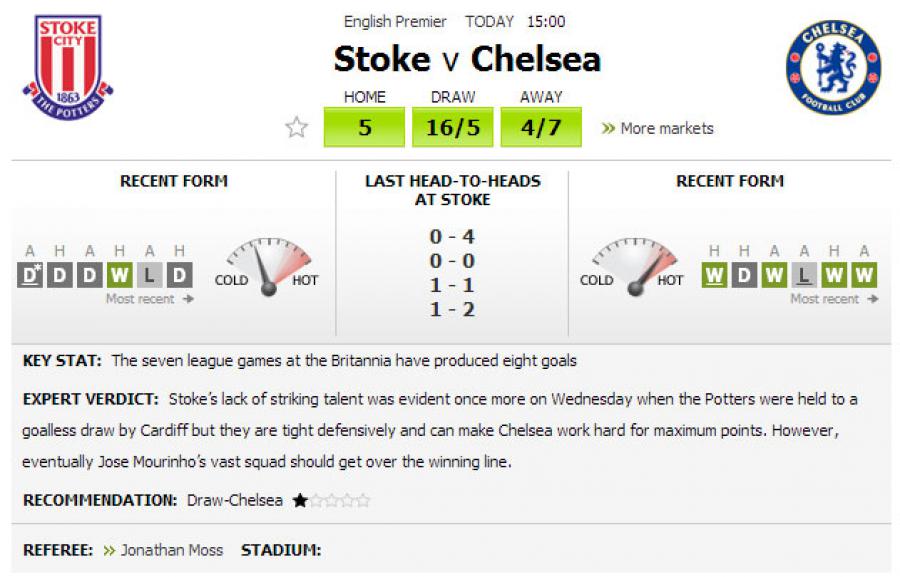 STOKE
CITY
1863
THE POTTERS
English Premier TODAY 15:00
Stoke v Chelsea
CHELSEA
FOOTBALL CLUB
HOME DRAW AWAY
5 16/5 4/7 More markets
RECENT FORM
A H A H A H
D* D D W L D
Most recent
COLD HOT
LAST HEAD-TO-HEADS
AT STOKE
0 - 4
0 - 0
1 - 1
1 - 2
RECENT FORM
COLD HOT
H H A A H A
W D W L W W
Most recent
KEY STAT: The seven league games at the Britannia have produced eight goals
EXPERT VERDICT: Stoke’s lack of striking talent was evident once more on Wednesday when the Potters were held to a
goalless draw by Cardiff but they are tight defensively and can make Chelsea work hard for maximum points. However,
eventually Jose Mourinho’s vast squad should get over the winning line.
RECOMMENDATION: Draw-Chelsea
REFEREE: Jonathan Moss STADIUM: